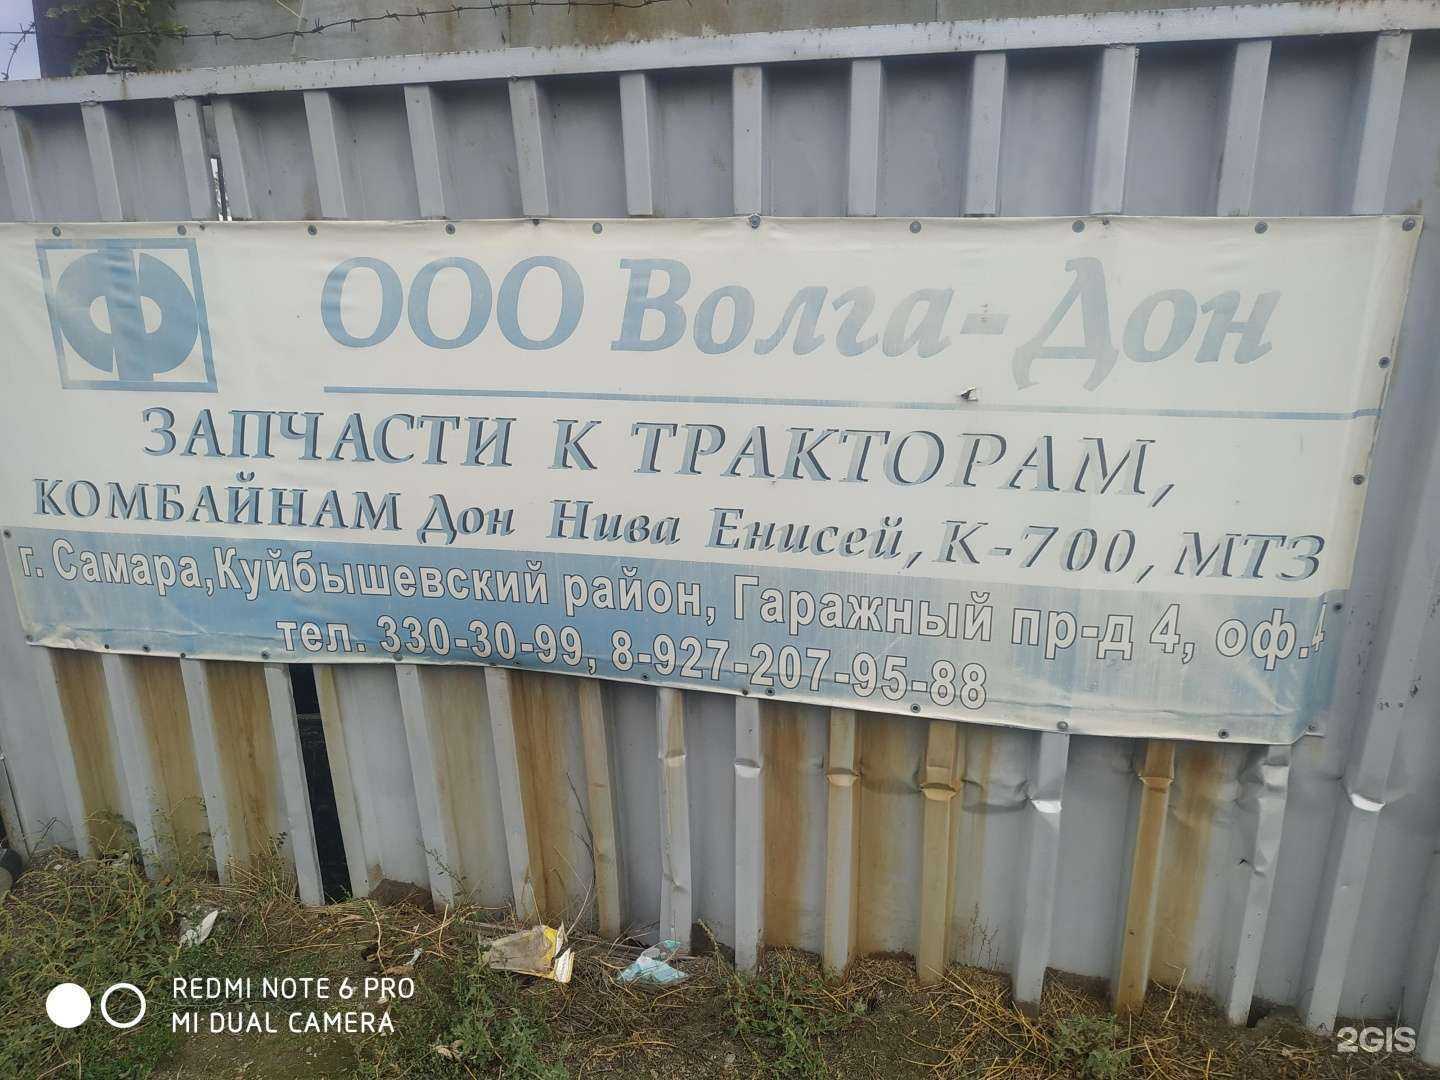 Ф
ООО Волга-Дон
ЗАПЧАСТИ К ТРАКТОРАМ,
КОМБАЙНАМ Дон Нива Енисей, К-700, МТЗ
г. Самара,Куйбышевский район, Гаражный пр-д 4, оф.4
тел. 330-30-99, 8-927-207-95-88
REDMI NOTE 6 PRO
MI DUAL CAMERA
2GIS